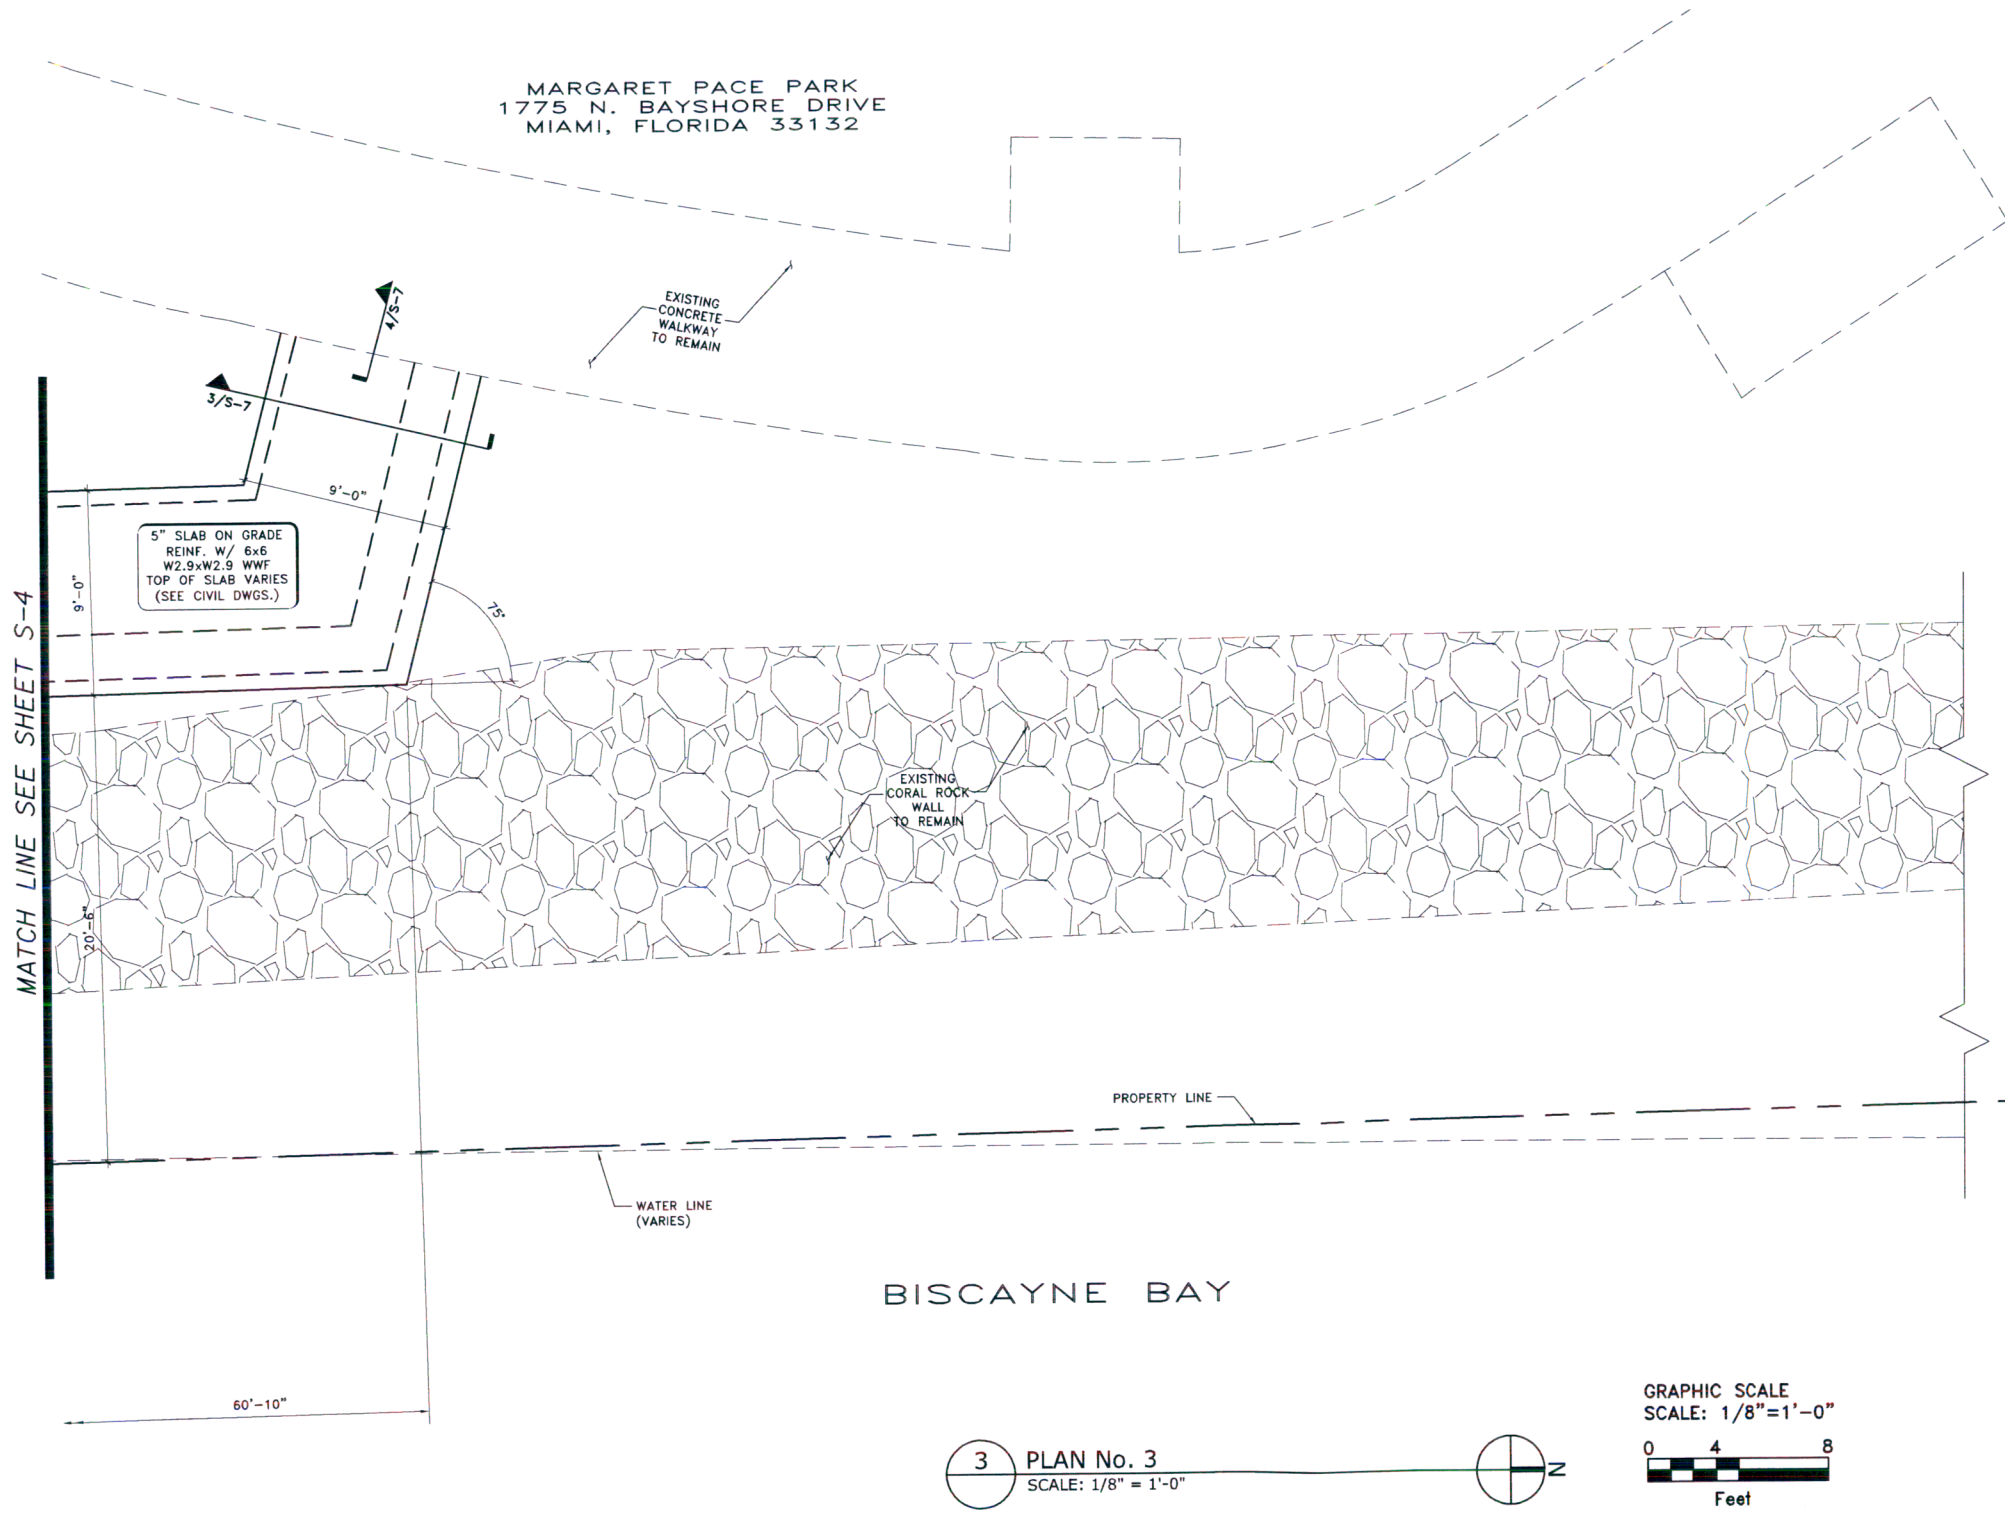 MARGARET PACE PARK
1775 N. BAYSHORE DRIVE
MIAMI, FLORIDA 33132
4/S-7
EXISTING
CONCRETE
WALKWAY
TO REMAIN
3/S-7
9'-0"
5" SLAB ON GRADE
REINF. W/ 6x6
W2.9xW2.9 WWF
TOP OF SLAB VARIES
(SEE CIVIL DWGS.)
9'-0"
75°
MATCH LINE SEE SHEET S-4
EXISTING
CORAL ROCK
WALL
TO REMAIN
20'-6"
PROPERTY LINE
WATER LINE
(VARIES)
BISCAYNE BAY
60'-10"
GRAPHIC SCALE
SCALE: 1/8"=1'-0"
0 4 8
Feet
3 PLAN No. 3
SCALE: 1/8" = 1'-0"
N